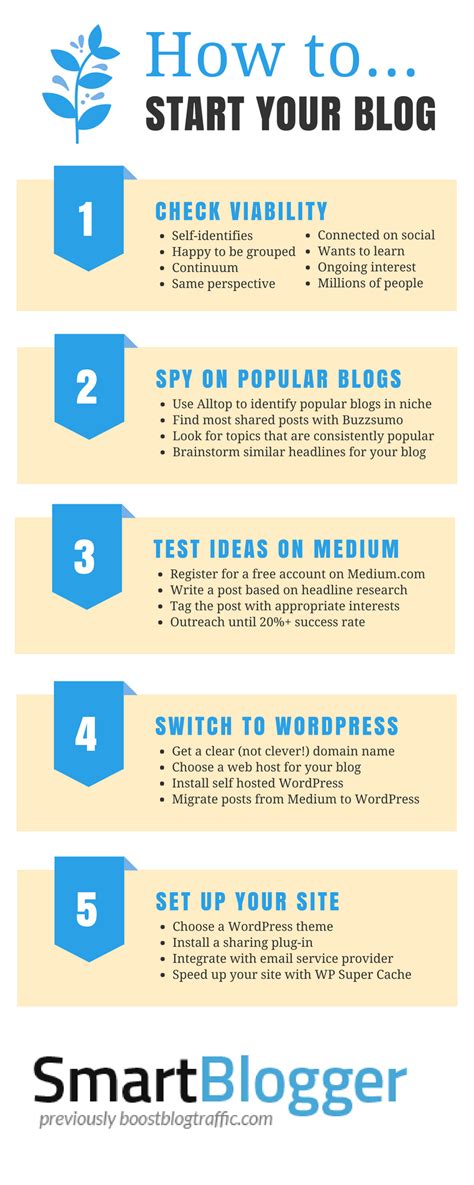 How to...
START YOUR BLOG
1
CHECK VIABILITY
• Self-identifies
• Happy to be grouped
• Continuum
• Same perspective
• Connected on social
• Wants to learn
• Ongoing interest
• Millions of people
2
SPY ON POPULAR BLOGS
• Use Alltop to identify popular blogs in niche
• Find most shared posts with Buzzsumo
• Look for topics that are consistently popular
• Brainstorm similar headlines for your blog
3
TEST IDEAS ON MEDIUM
• Register for a free account on Medium.com
• Write a post based on headline research
• Tag the post with appropriate interests
• Outreach until 20%+ success rate
4
SWITCH TO WORDPRESS
• Get a clear (not clever!) domain name
• Choose a web host for your blog
• Install self hosted WordPress
• Migrate posts from Medium to WordPress
5
SET UP YOUR SITE
• Choose a WordPress theme
• Install a sharing plug-in
• Integrate with email service provider
• Speed up your site with WP Super Cache
SmartBlogger
previously boostblogtraffic.com